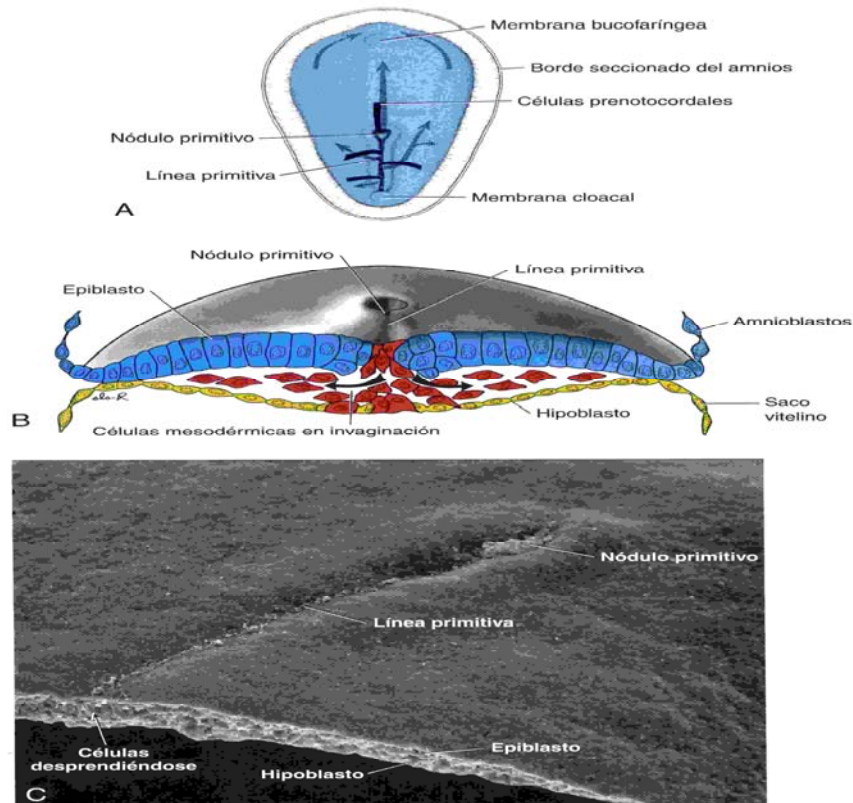 Membrana bucofaríngea
Borde seccionado del amnios
Células prenotocordales
Nódulo primitivo
Línea primitiva
Membrana cloacal
A
Nódulo primitivo
Línea primitiva
Epiblasto
Amnioblastos
Saco
vitelino
Hipoblasto
B
Células mesodérmicas en invaginación
Nódulo primitivo
Línea primitiva
Células
desprendiéndose
Epiblasto
Hipoblasto
C